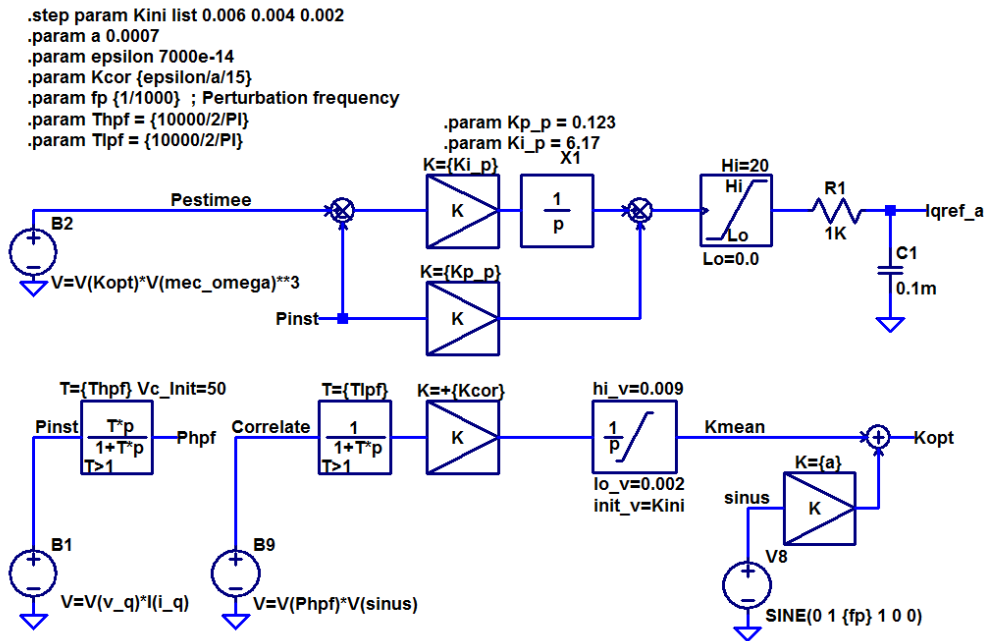 .step param Kini list 0.006 0.004 0.002
.param a 0.0007
.param epsilon 7000e-14
.param Kcor {epsilon/a/15}
.param fp {1/1000}  ; Perturbation frequency
.param Thpf = {10000/2/PI}
.param Tlpf = {10000/2/PI}
.param Kp_p = 0.123
.param Ki_p = 6.17
K={Ki_p}
X1
Hi=20
Pestimee
K
1
p
Hi
Lo
R1
1K
Iqref_a
B2
Lo=0.0
C1
0.1m
V=V(Kopt)*V(mec_omega)**3
K={Kp_p}
Pinst
K
T={Thpf} Vc_Init=50
T={Tlpf}
K=+{Kcor}
hi_v=0.009
Pinst
T*p
1+T*p
T>1
Phpf
Correlate
1
1+T*p
T>1
K
1
p
Kmean
Kopt
lo_v=0.002
init_v=Kini
K={a}
sinus
K
B1
B9
V8
V=V(v_q)*I(i_q)
V=V(Phpf)*V(sinus)
SINE(0 1 {fp} 1 0 0)